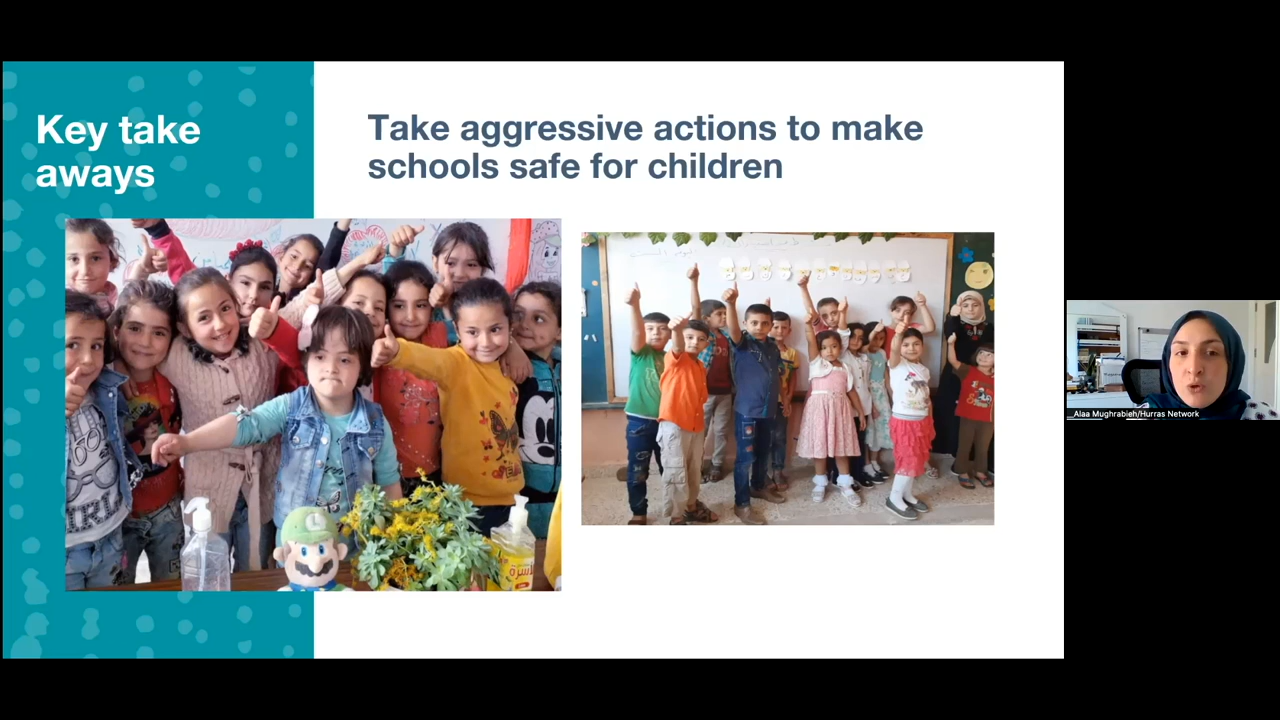 Key take
aways
Take aggressive actions to make
schools safe for children
_Alaa Mughrabieh/Hurras Network